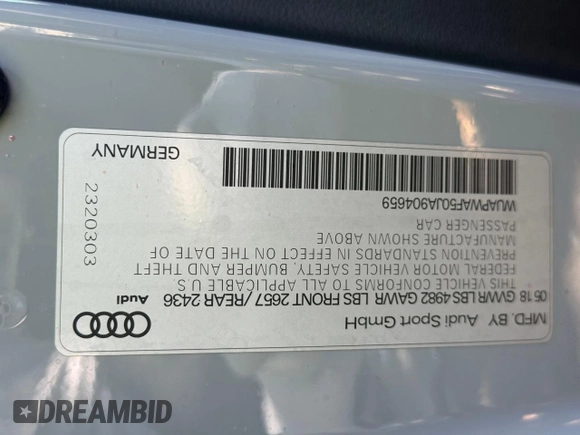 MFD. BY Audi Sport GmbH
05 18 GVWR LBS 4982 GAWR LBS FRONT 2657 / REAR 2436 Audi
THIS VEHICLE CONFORMS TO ALL APPLICABLE U.S
FEDERAL MOTOR VEHICLE SAFETY, BUMPER AND THEFT
PREVENTION STANDARDS IN EFFECT ON THE DATE OF
MANUFACTURE SHOWN ABOVE
PASSENGER CAR
WUAPWAF50JA904659
GERMANY
2320303
DREAMBID